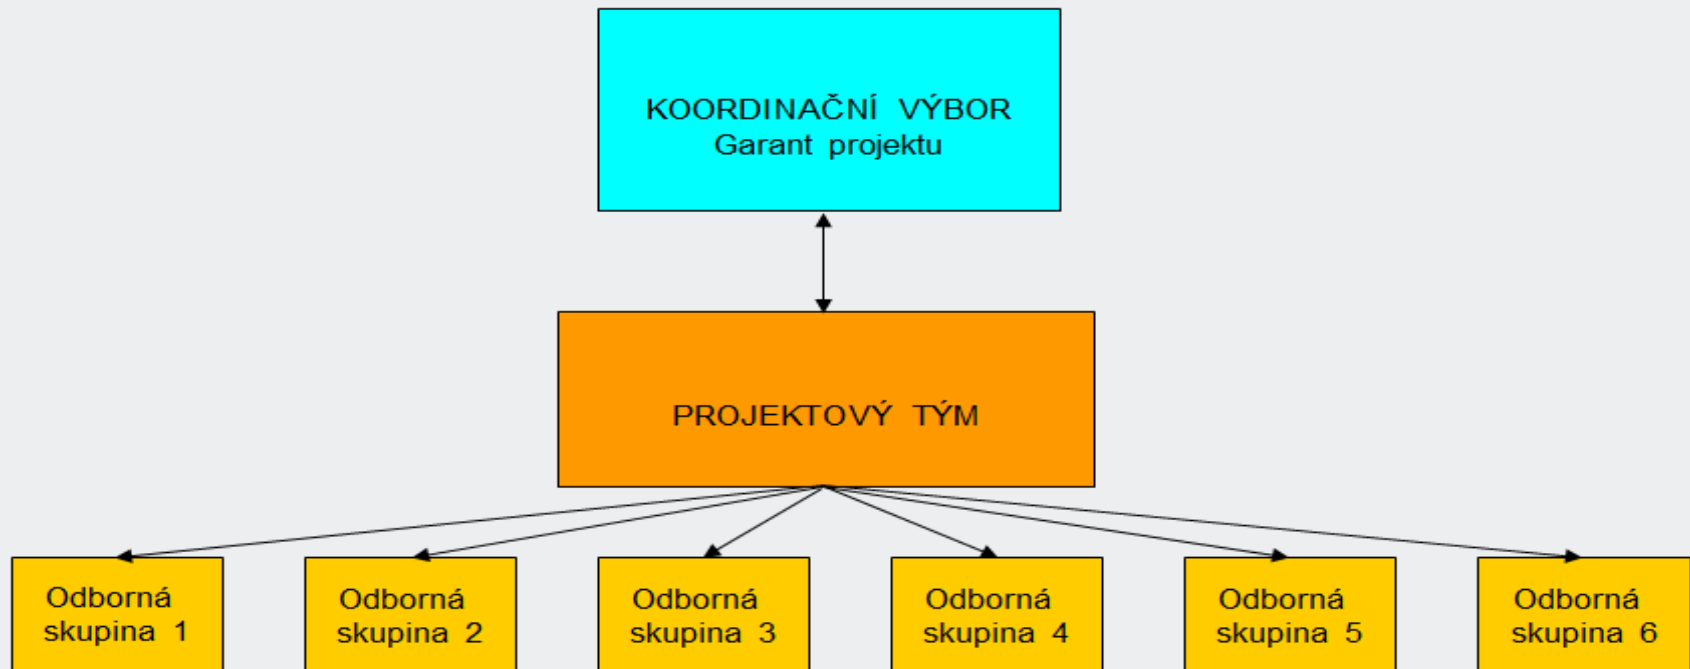 KOORDINAČNÍ VÝBOR
Garant projektu
PROJEKTOVÝ TÝM
Odborná
skupina 1
Odborná
skupina 2
Odborná
skupina 3
Odborná
skupina 4
Odborná
skupina 5
Odborná
skupina 6